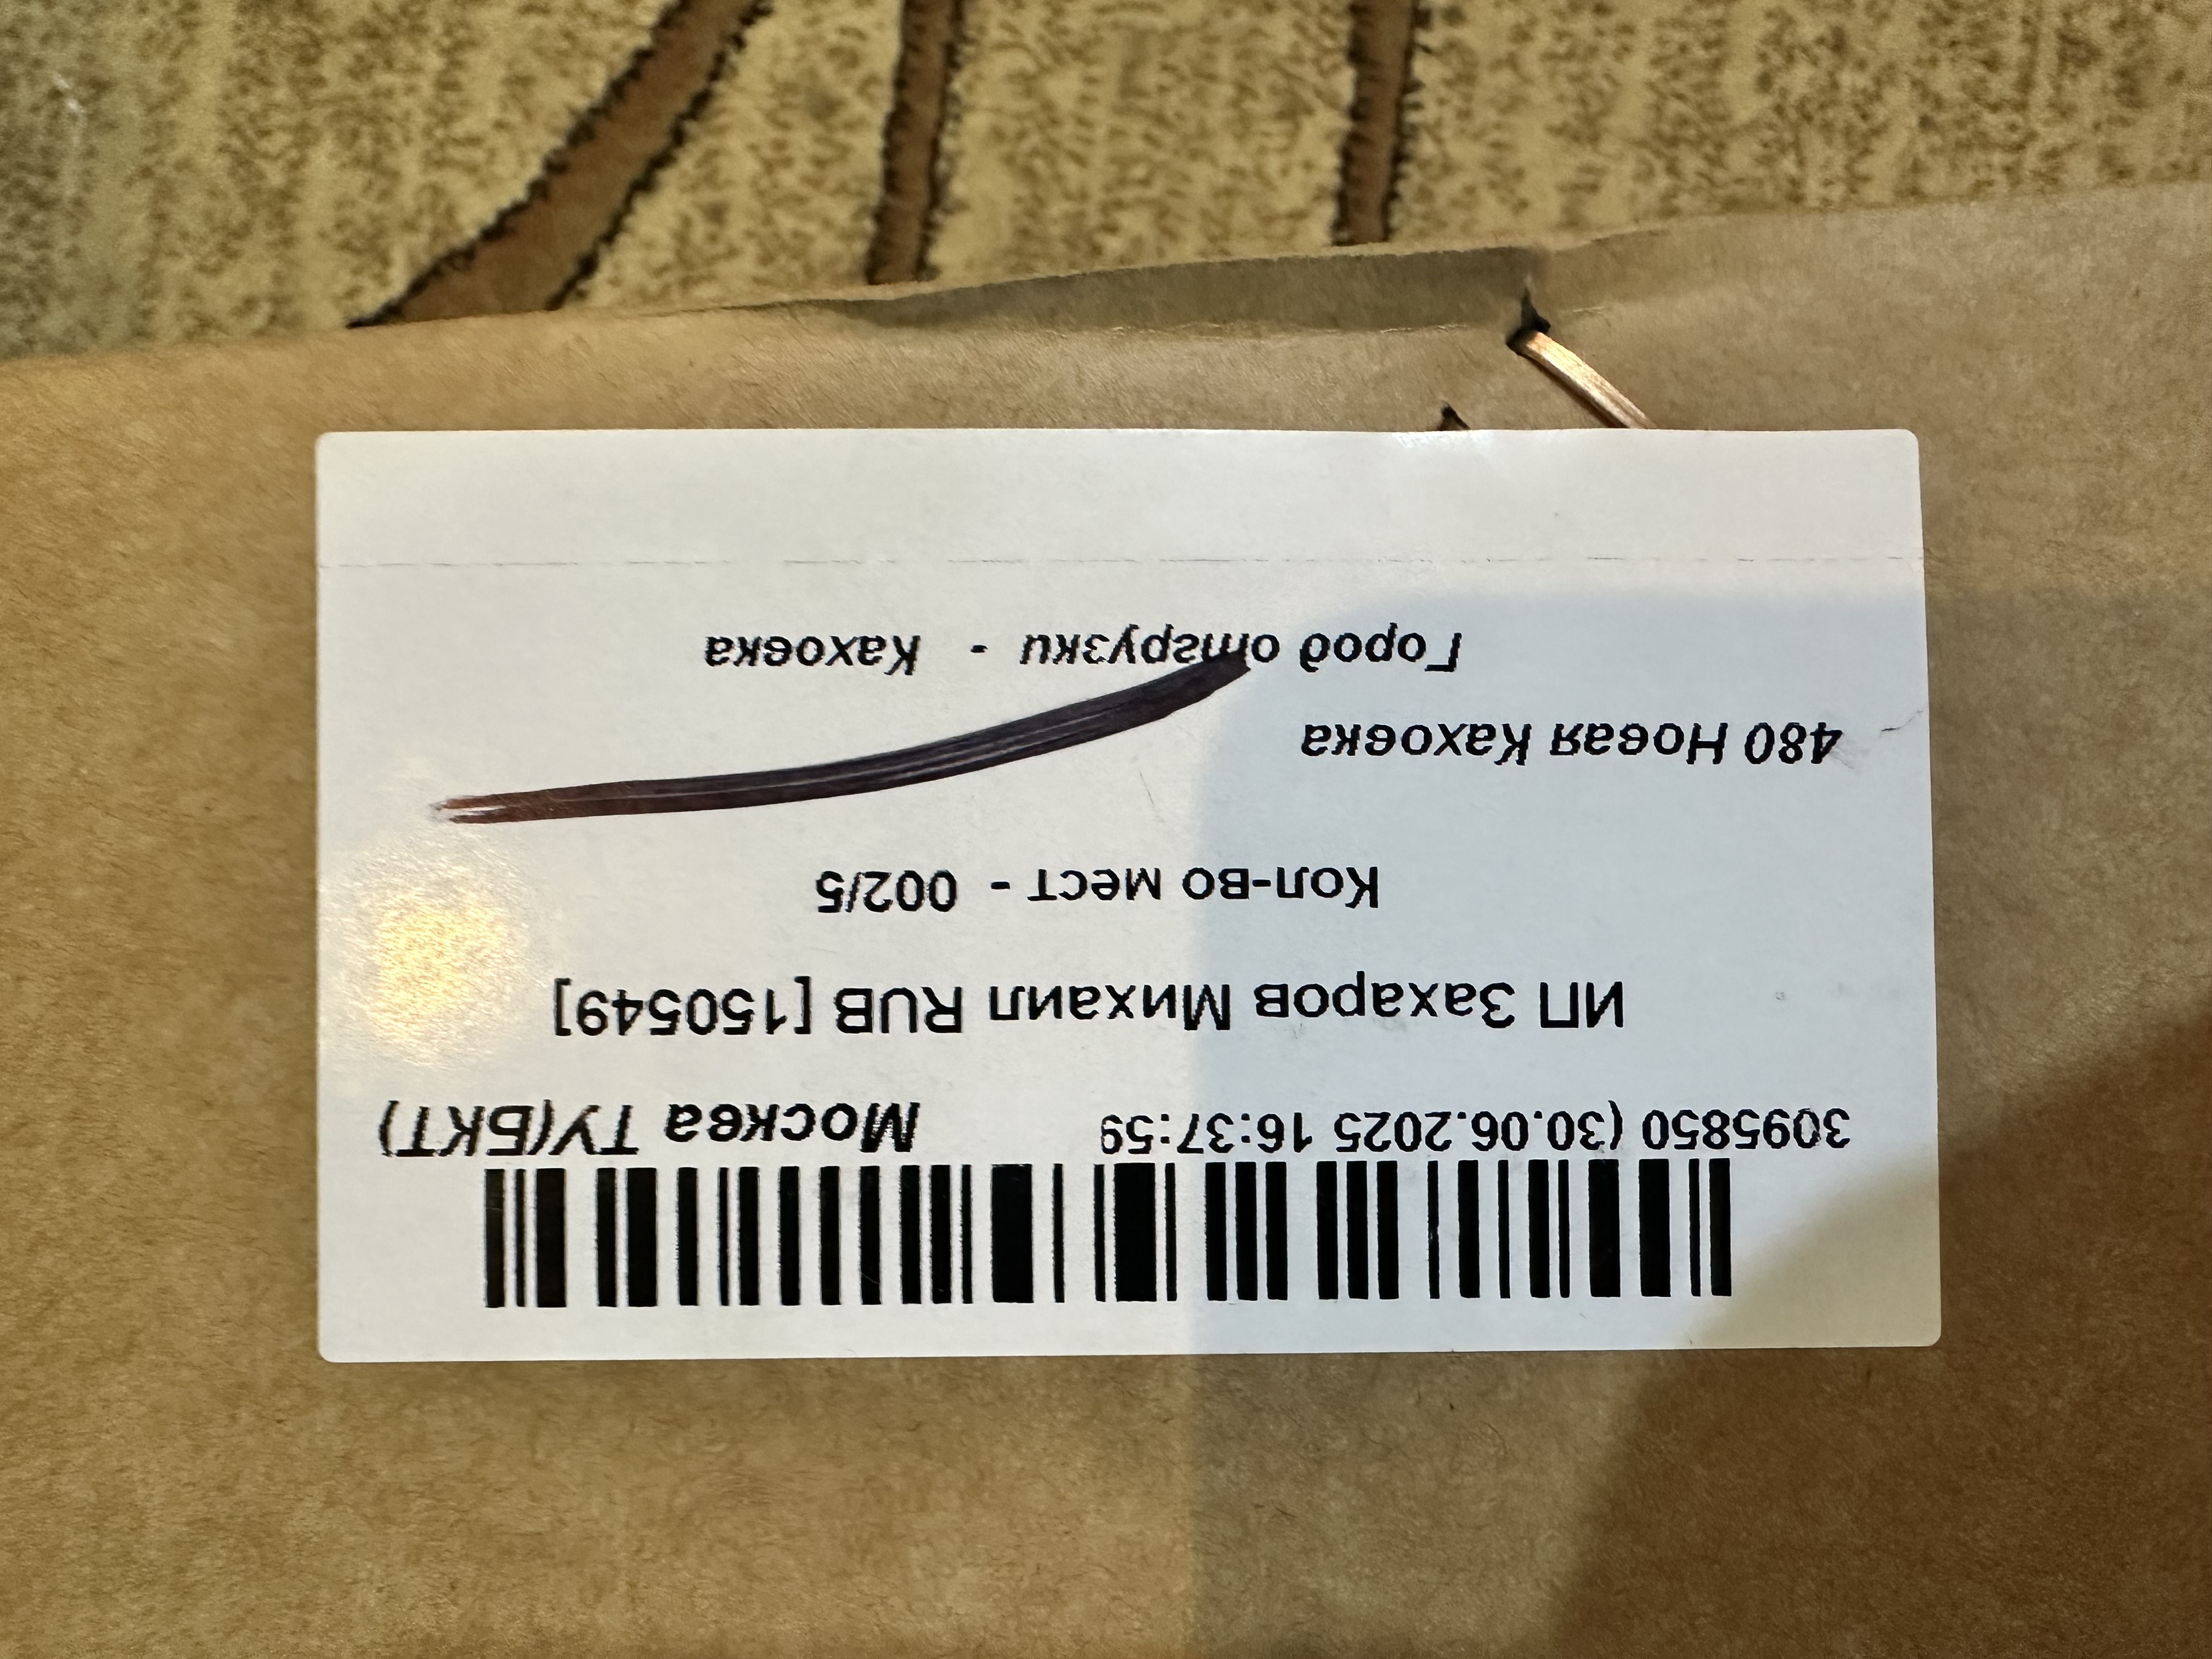 3095850 (30.06.2025 16:37:59 Москва ТУ(БКТ)
ИП Захаров Михаил RUB [150549]
Кол-во мест - 002/5
480 Новая Каховка
Город отгрузки - Каховка